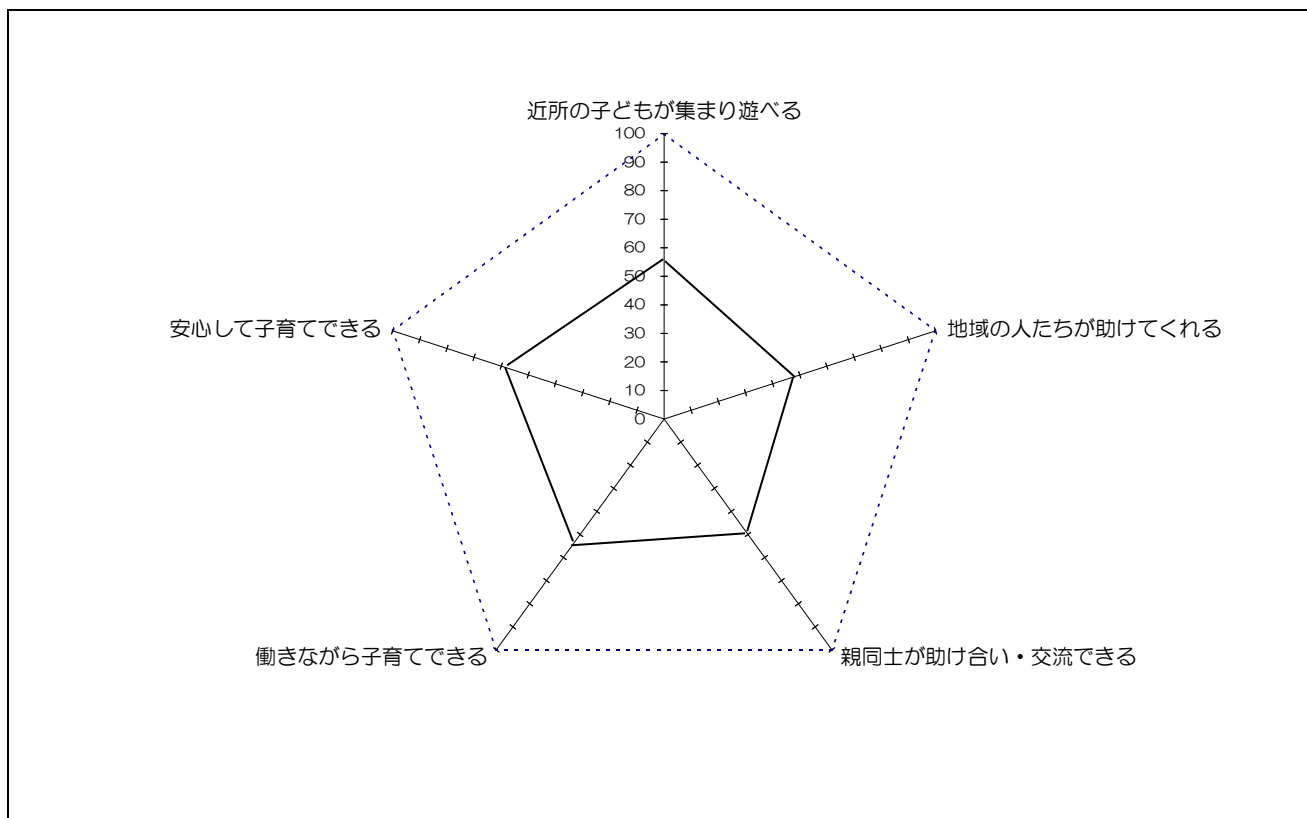 近所の子どもが集まり遊べる
100
90
80
70
60
50
40
30
20
10
0
安心して子育てできる
地域の人たちが助けてくれる
働きながら子育てできる
親同士が助け合い・交流できる